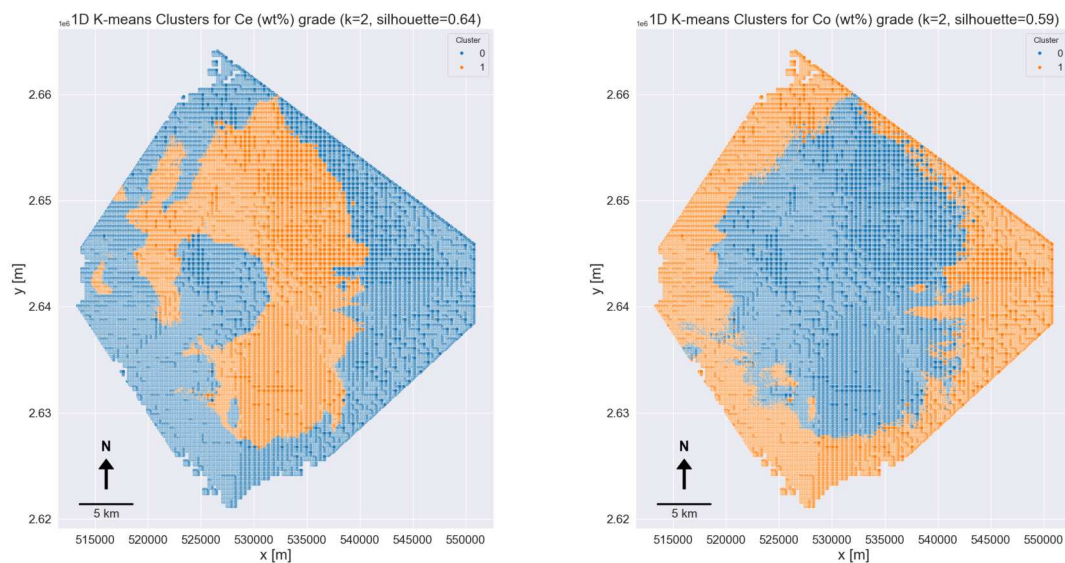 1e6 1D K-means Clusters for Ce (wt%) grade (k=2, silhouette=0.64)
Cluster
0
1
2.66
2.65
2.64
2.63
2.62
y [m]
N
5 km
515000 520000 525000 530000 535000 540000 545000 550000
x [m]
1e6 1D K-means Clusters for Co (wt%) grade (k=2, silhouette=0.59)
Cluster
0
1
2.66
2.65
2.64
2.63
2.62
y [m]
N
5 km
515000 520000 525000 530000 535000 540000 545000 550000
x [m]